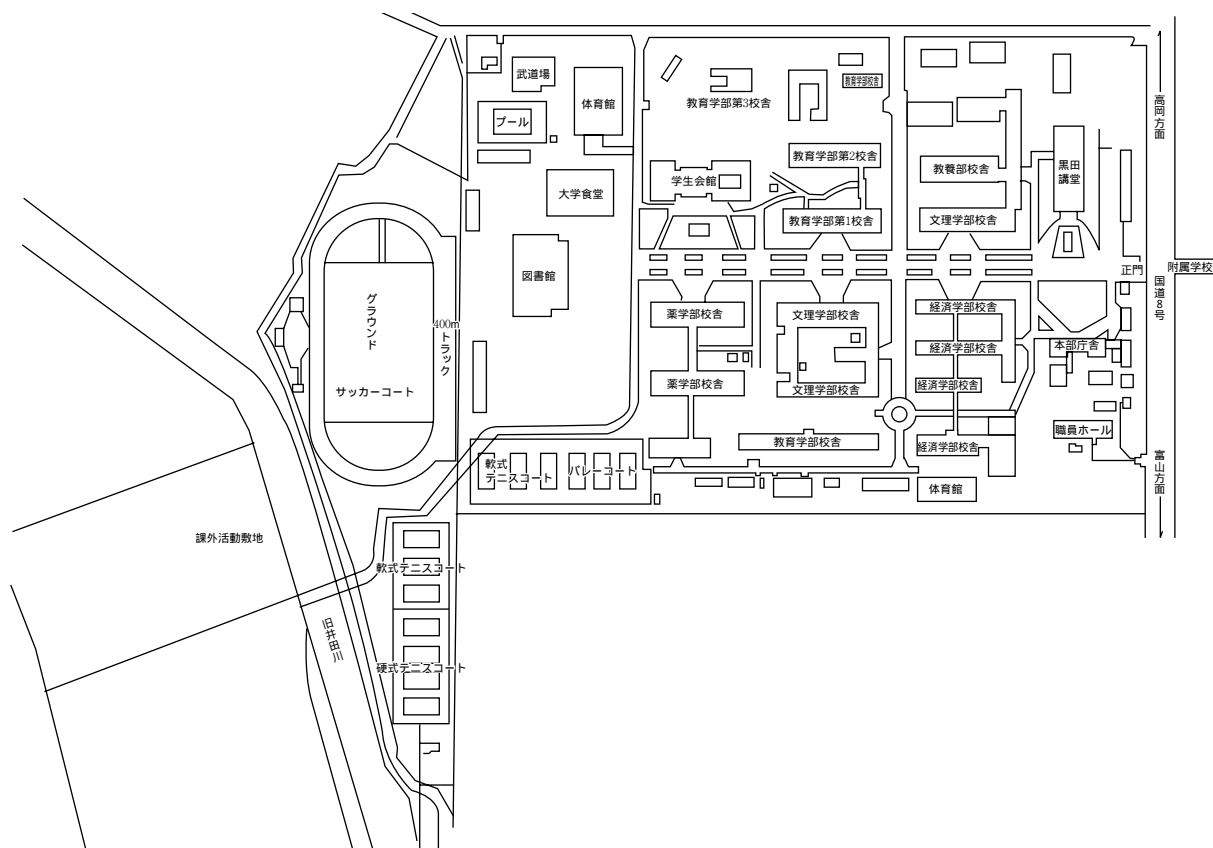 武道場
体育館
プール
教育学部第3校舎
教育学部校舎
高岡方面
教育学部第2校舎
教養部校舎
黒田
講堂
学生会館
大学食堂
教育学部第1校舎
文理学部校舎
図書館
正門
附属学校
国道8号
グラウンド
400m
トラック
薬学部校舎
文理学部校舎
経済学部校舎
経済学部校舎
本部庁舎
サッカーコート
薬学部校舎
文理学部校舎
経済学部校舎
職員ホール
教育学部校舎
経済学部校舎
富山方面
軟式
テニスコート
バレーコート
体育館
課外活動敷地
軟式テニスコート
旧井田川
硬式テニスコート